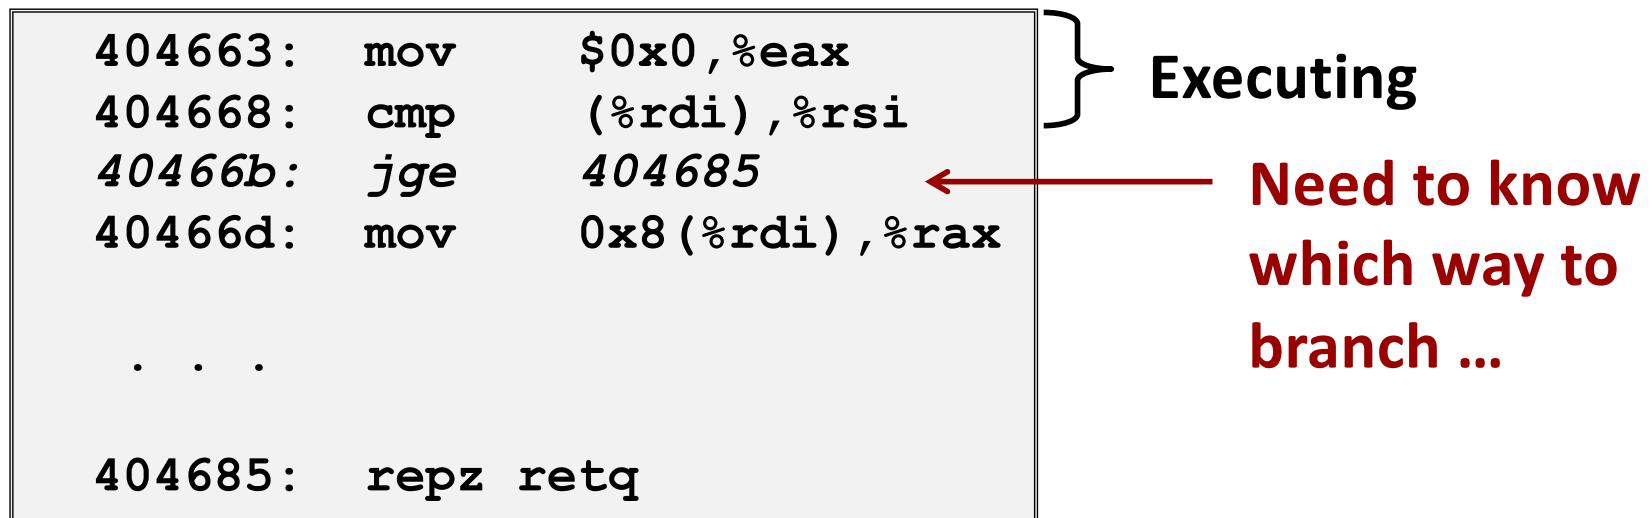 404663: mov $0x0,%eax
404668: cmp (%rdi),%rsi
40466b: jge 404685
40466d: mov 0x8(%rdi),%rax
. . .
404685: repz retq
Executing
Need to know
which way to
branch …